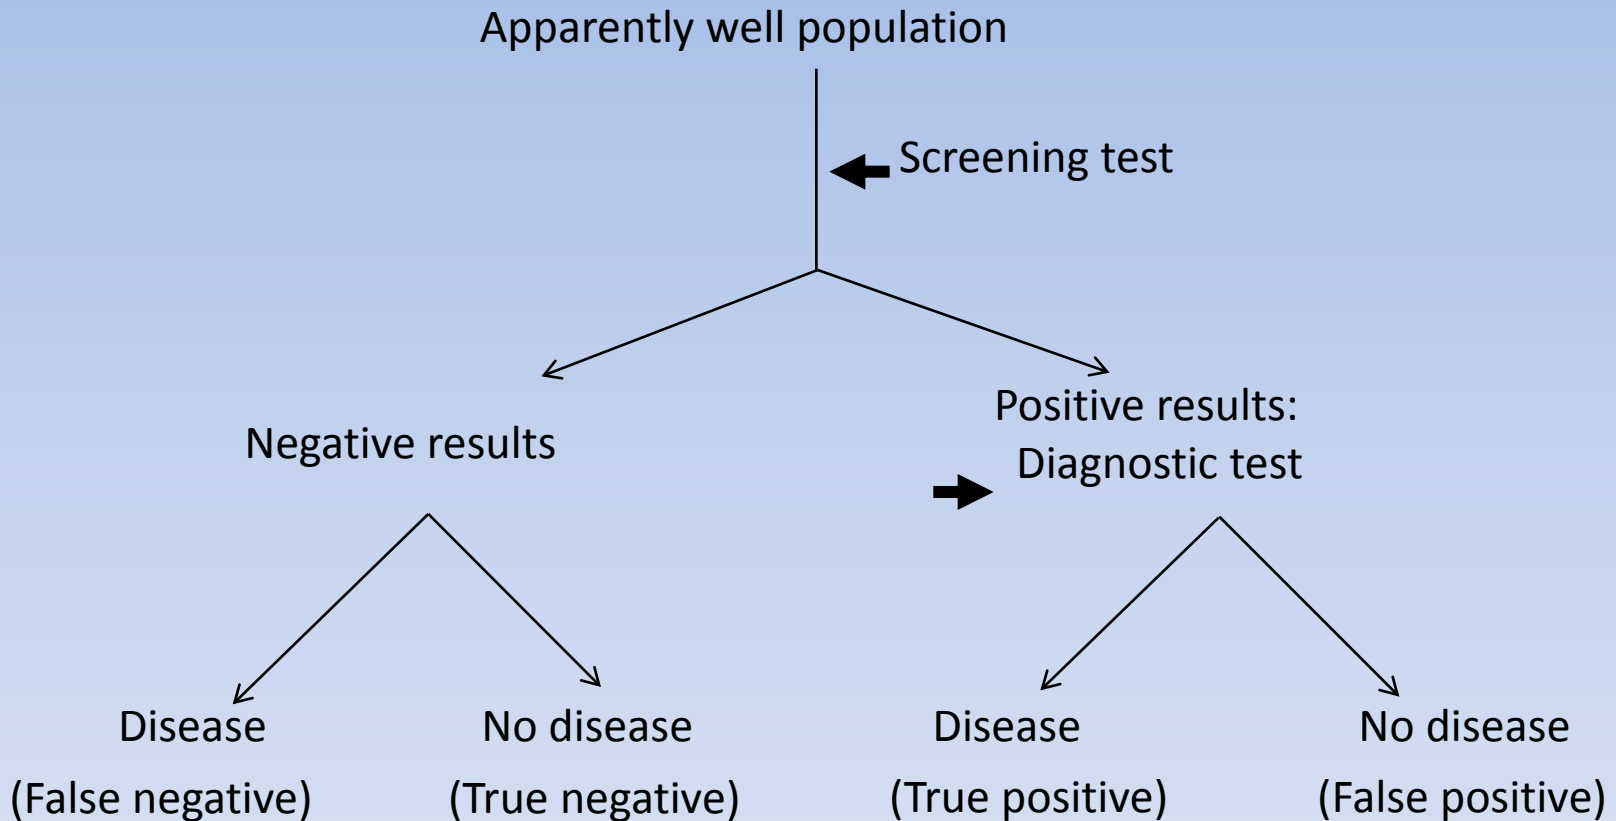 Apparently well population
Screening test
Negative results
Positive results:
Diagnostic test
Disease
No disease
Disease
No disease
(False negative)
(True negative)
(True positive)
(False positive)